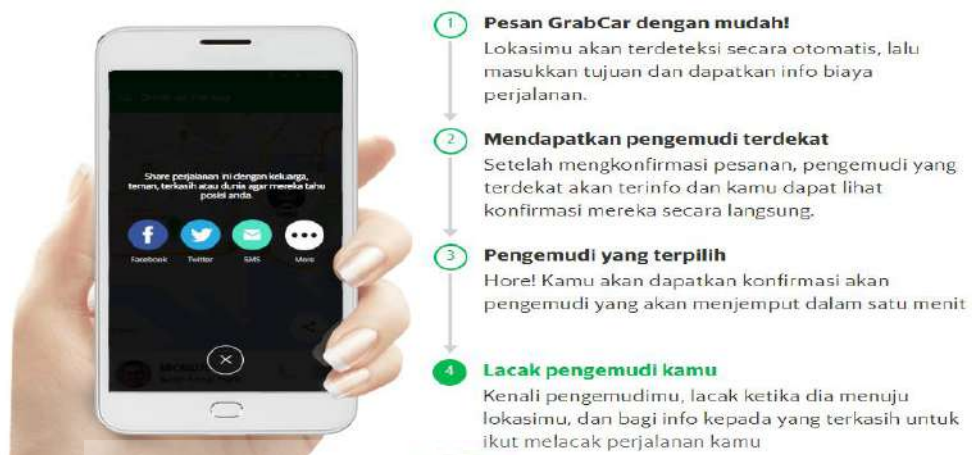 Share perjalanan ini dengan keluarga,
teman, terkasih atau dunia agar mereka tahu
posisi anda.
Facebook
Twitter
SMS
More
1
Pesan GrabCar dengan mudah!
Lokasimu akan terdeteksi secara otomatis, lalu
masukkan tujuan dan dapatkan info biaya
perjalanan.
2
Mendapatkan pengemudi terdekat
Setelah mengkonfirmasi pesanan, pengemudi yang
terdekat akan terinfo dan kamu dapat lihat
konfirmasi mereka secara langsung.
3
Pengemudi yang terpilih
Hore! Kamu akan dapatkan konfirmasi akan
pengemudi yang akan menjemput dalam satu menit
4
Lacak pengemudi kamu
Kenali pengemudimu, lacak ketika dia menuju
lokasimu, dan bagi info kepada yang terkasih untuk
ikut melacak perjalanan kamu